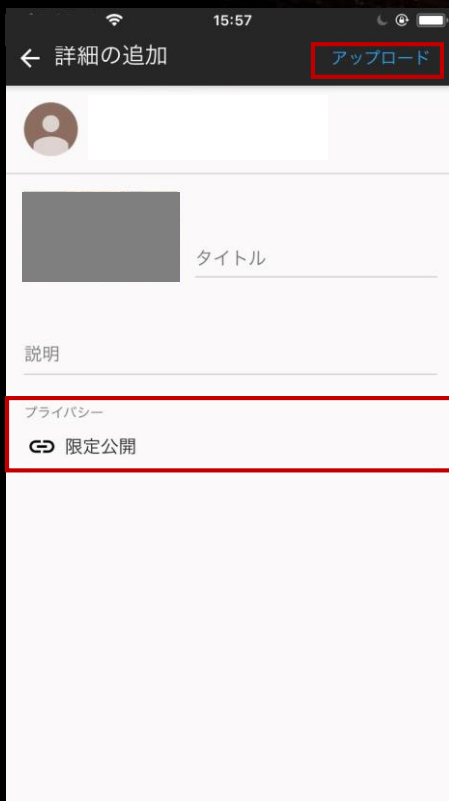 15:57
詳細の追加
アップロード
タイトル
説明
プライバシー
限定公開